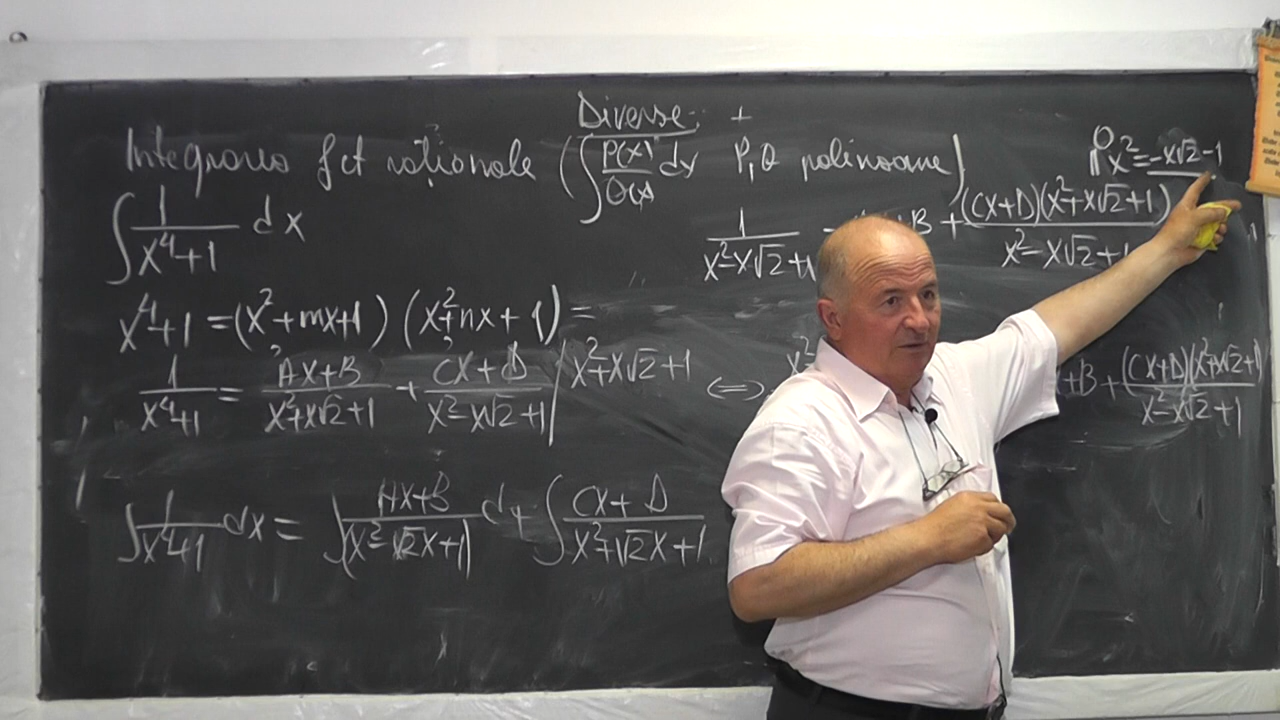 Diverse: +
Integrarea fct raționale (∫ P(x)/Q(x) dx P, Q polinoame)
∫ 1/(x⁴+1) dx
x⁴+1 = (x²+mx+1) (x²+nx+1) =
1/(x⁴+1) = (Ax+B)/(x²+x√2+1) + (Cx+D)/(x²-x√2+1) / x²+x√2+1
∫ 1/(x⁴+1) dx = ∫ (Ax+B)/(x²-√2x+1) dx ∫ (Cx+D)/(x²+√2x+1)
x² = -x√2-1
1/(x²-x√2+1 B + (Cx+D)(x²+x√2+1)/(x²-x√2+1
⟺ x² x+B + (Cx+D)(x²+x√2+1)/(x²-x√2+1)